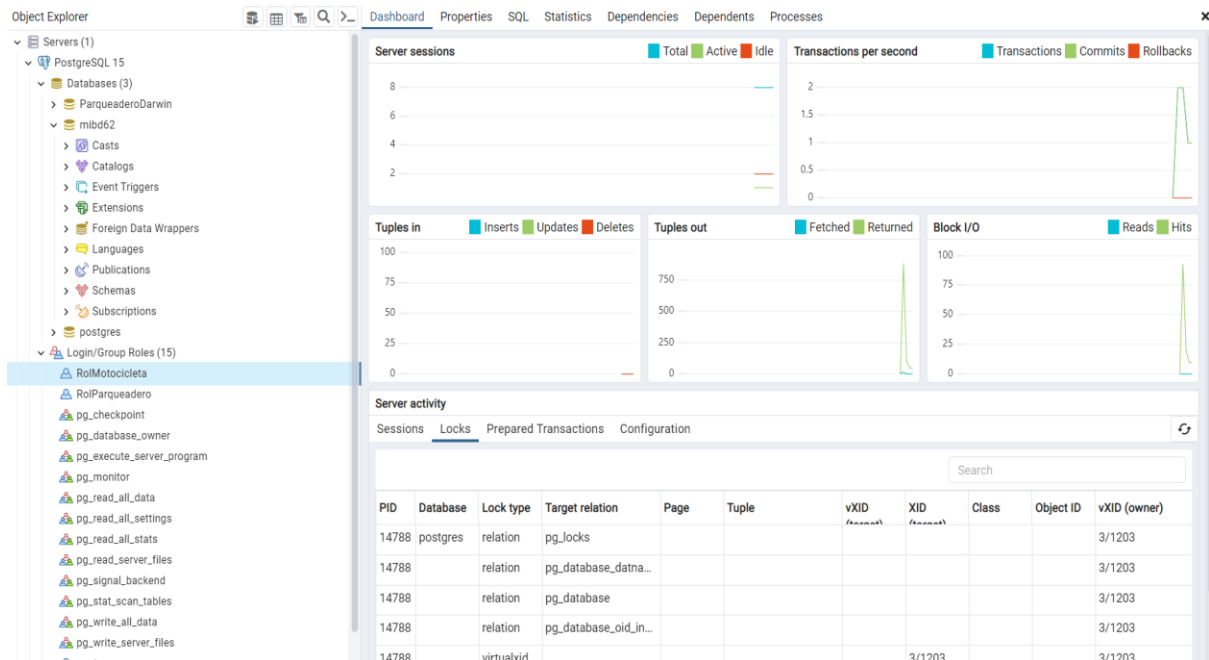 Object Explorer
Servers (1)
PostgreSQL 15
Databases (3)
ParqueaderoDarwin
mibd62
Casts
Catalogs
Event Triggers
Extensions
Foreign Data Wrappers
Languages
Publications
Schemas
Subscriptions
postgres
Login/Group Roles (15)
RolMotocicleta
RolParqueadero
pg_checkpoint
pg_database_owner
pg_execute_server_program
pg_monitor
pg_read_all_data
pg_read_all_settings
pg_read_all_stats
pg_read_server_files
pg_signal_backend
pg_stat_scan_tables
pg_write_all_data
pg_write_server_files
Dashboard Properties SQL Statistics Dependencies Dependents Processes
Server sessions Total Active Idle
8
6
4
2
Transactions per second Transactions Commits Rollbacks
2
1.5
1
0.5
0
Tuples in Inserts Updates Deletes
100
75
50
25
0
Tuples out Fetched Returned
750
500
250
0
Block I/O Reads Hits
100
75
50
25
0
Server activity
Sessions Locks Prepared Transactions Configuration
Search
PID Database Lock type Target relation Page Tuple vXID XID Class Object ID vXID (owner)
14788 postgres relation pg_locks 3/1203
14788 relation pg_database_datna... 3/1203
14788 relation pg_database 3/1203
14788 relation pg_database_oid_in... 3/1203
14788 virtualxid 3/1203 3/1203